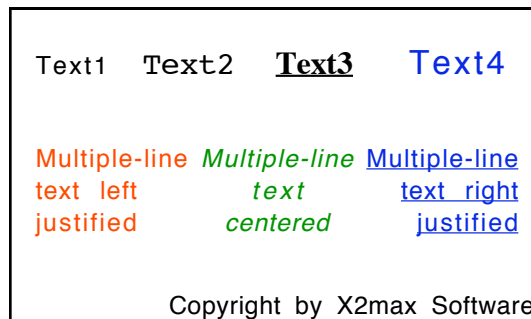 Text1 Text2 Text3 Text4
Multiple-line Multiple-line Multiple-line
text left text text right
justified centered justified
Copyright by X2max Software